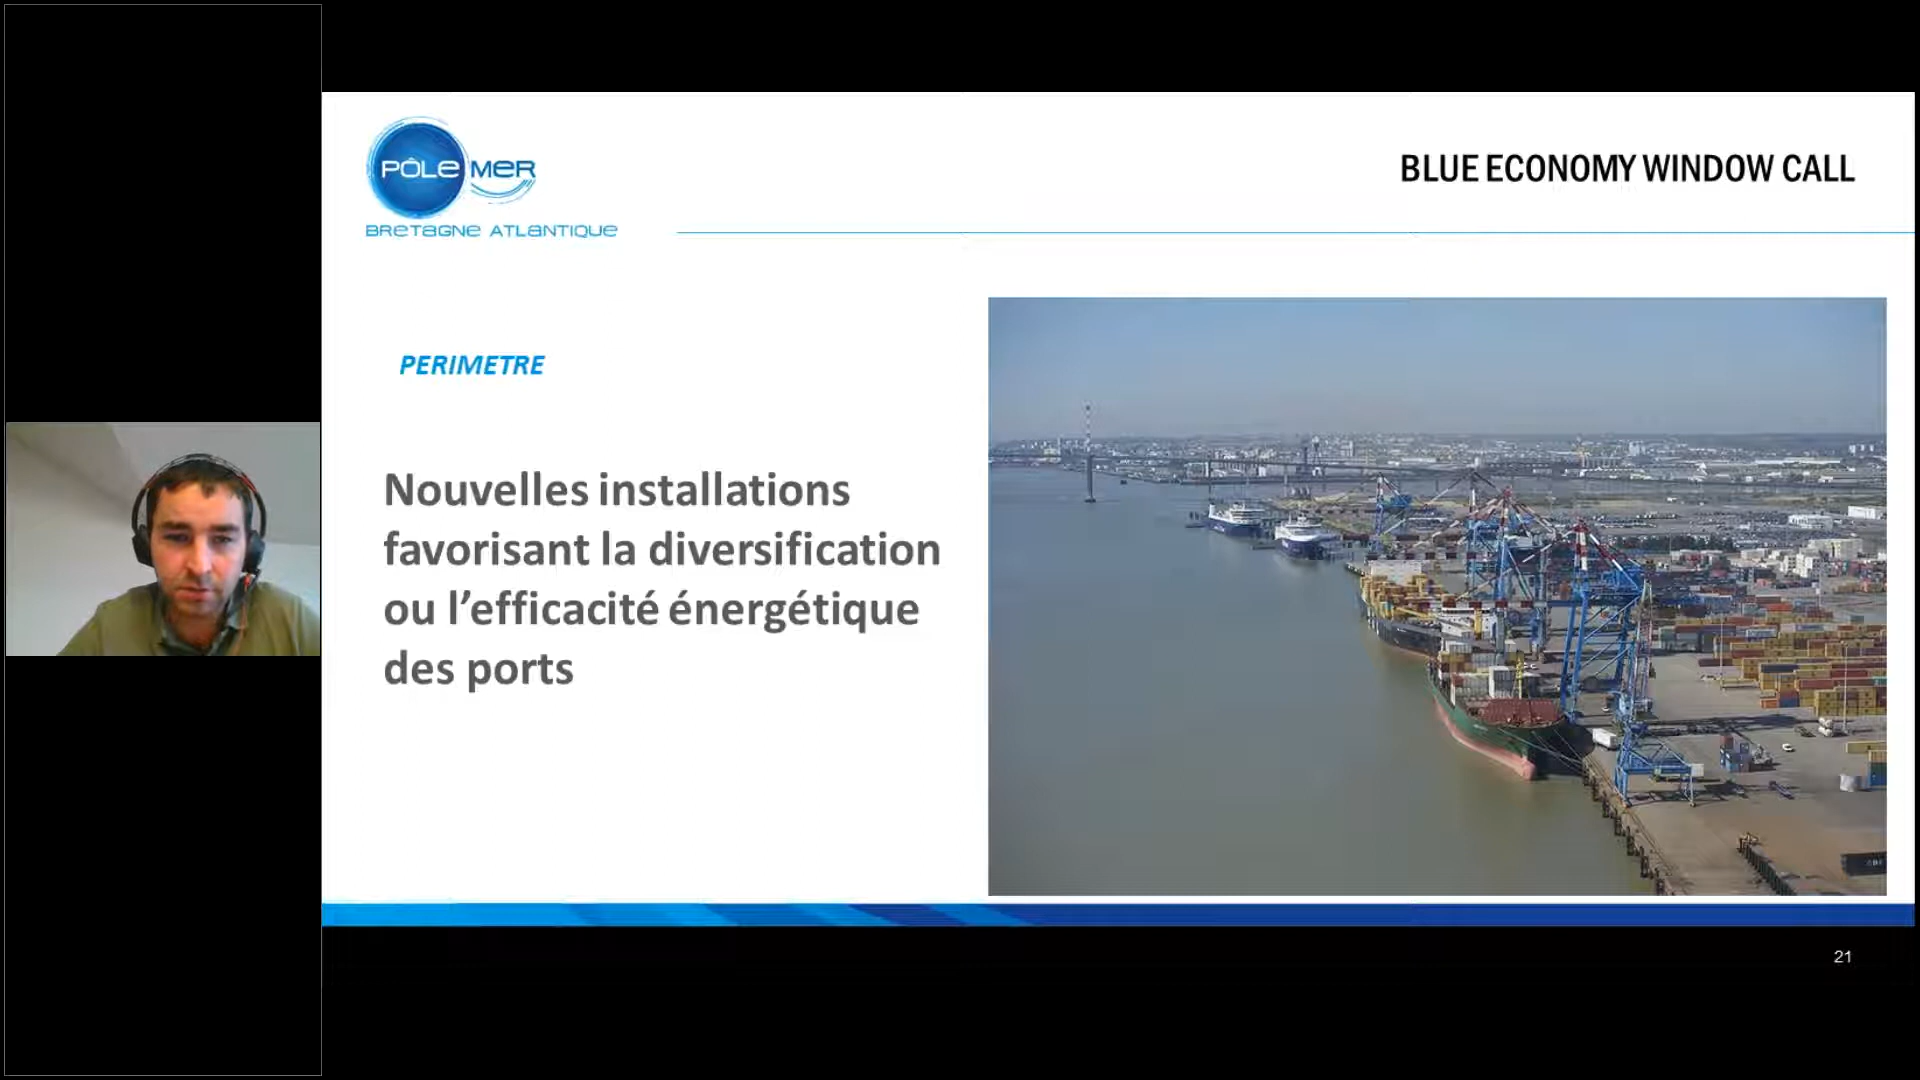 PÔLE MER
BRETAGNE ATLANTIQUE
BLUE ECONOMY WINDOW CALL
PERIMETRE
Nouvelles installations
favorisant la diversification
ou l’efficacité énergétique
des ports
21